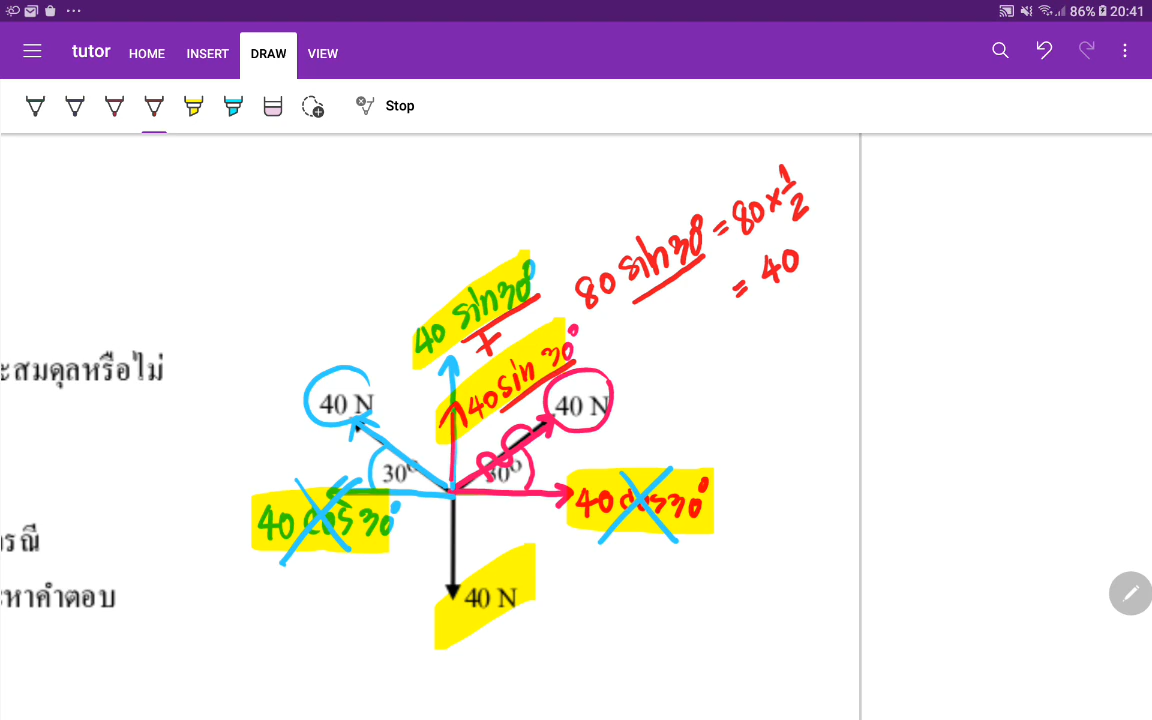 86% 20:41
tutor HOME INSERT DRAW VIEW
Stop
80 sin 30° = 80 × 1/2
= 40
40 sin 30°
+
40 sin 30°
ะสมดุลหรือไม่
40 N
40 N
30°
30°
40 cos 30°
40 cos 30°
รณี
หาคำตอบ
40 N